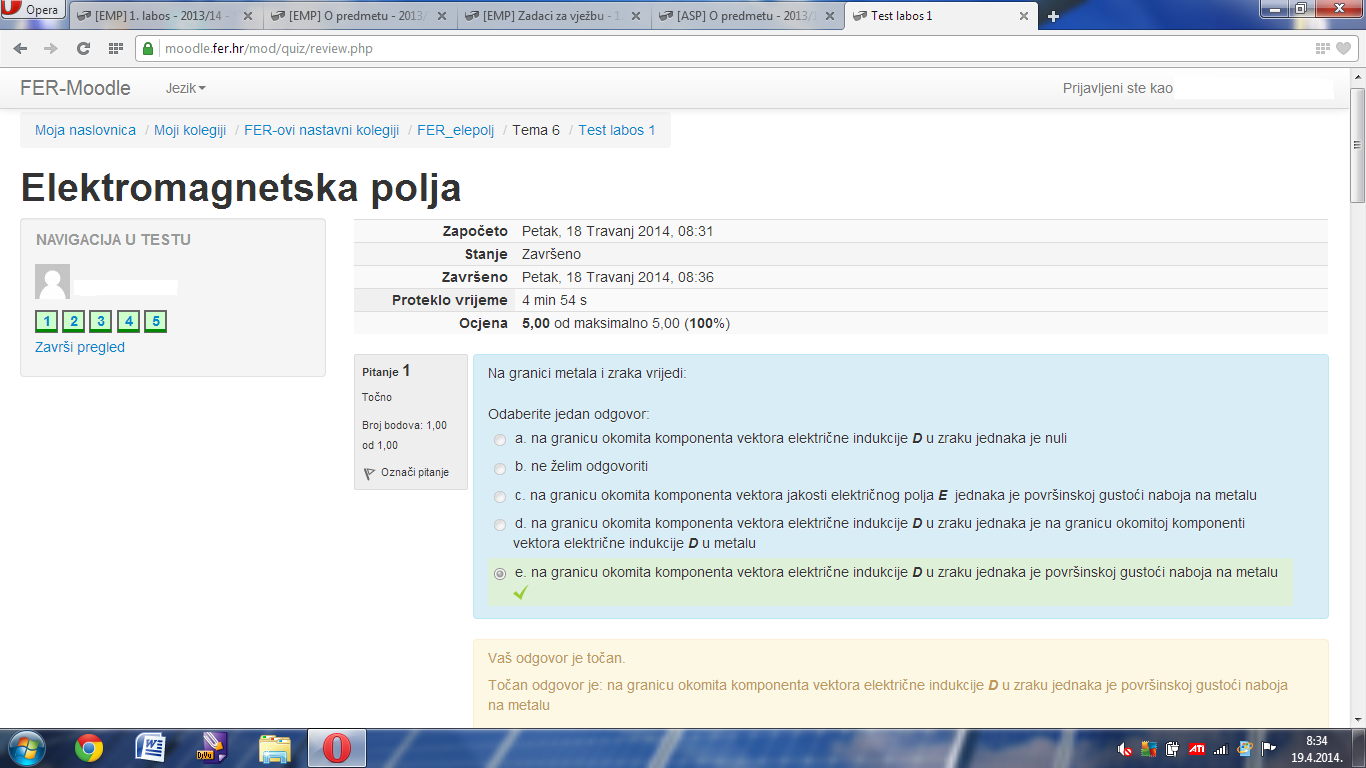 Opera
[EMP] 1. labos - 2013/14 -
[EMP] O predmetu - 2013/
[EMP] Zadaci za vježbu - 1
[ASP] O predmetu - 2013/1
Test labos 1
moodle.fer.hr/mod/quiz/review.php
FER-Moodle
Jezik
Prijavljeni ste kao
Moja naslovnica / Moji kolegiji / FER-ovi nastavni kolegiji / FER_elepolj / Tema 6 / Test labos 1
Elektromagnetska polja
NAVIGACIJA U TESTU
1 2 3 4 5
Završi pregled
Započeto Petak, 18 Travanj 2014, 08:31
Stanje Završeno
Završeno Petak, 18 Travanj 2014, 08:36
Proteklo vrijeme 4 min 54 s
Ocjena 5,00 od maksimalno 5,00 (100%)
Pitanje 1
Točno
Broj bodova: 1,00
od 1,00
Označi pitanje
Na granici metala i zraka vrijedi:
Odaberite jedan odgovor:
a. na granicu okomita komponenta vektora električne indukcije D u zraku jednaka je nuli
b. ne želim odgovoriti
c. na granicu okomita komponenta vektora jakosti električnog polja E jednaka je površinskoj gustoći naboja na metalu
d. na granicu okomita komponenta vektora električne indukcije D u zraku jednaka je na granicu okomitoj komponenti
vektora električne indukcije D u metalu
e. na granicu okomita komponenta vektora električne indukcije D u zraku jednaka je površinskoj gustoći naboja na metalu
Vaš odgovor je točan.
Točan odgovor je: na granicu okomita komponenta vektora električne indukcije D u zraku jednaka je površinskoj gustoći naboja
na metalu
DjVu
ATI
8:34
19.4.2014.